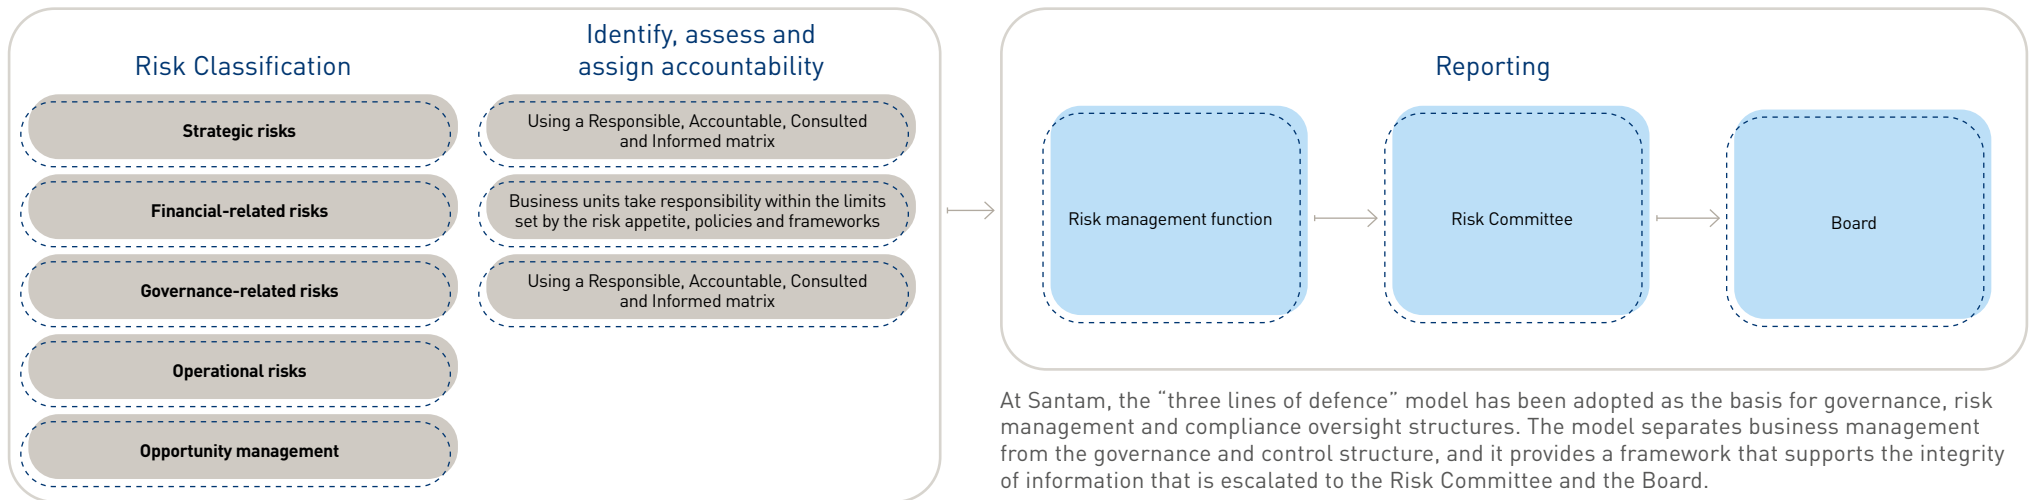 Risk Classification
Strategic risks
Financial-related risks
Governance-related risks
Operational risks
Opportunity management
Identify, assess and
assign accountability
Using a Responsible, Accountable, Consulted
and Informed matrix
Business units take responsibility within the limits
set by the risk appetite, policies and frameworks
Using a Responsible, Accountable, Consulted
and Informed matrix
Reporting
Risk management function
Risk Committee
Board
At Santam, the “three lines of defence” model has been adopted as the basis for governance, risk
management and compliance oversight structures. The model separates business management
from the governance and control structure, and it provides a framework that supports the integrity
of information that is escalated to the Risk Committee and the Board.